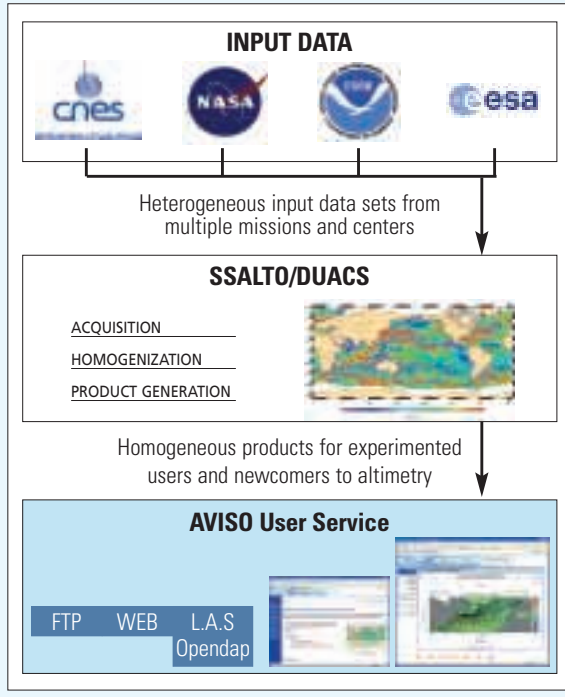 INPUT DATA
cnes
NASA
noaa
esa
Heterogeneous input data sets from
multiple missions and centers
SSALTO/DUACS
ACQUISITION
HOMOGENIZATION
PRODUCT GENERATION
Homogeneous products for experimented
users and newcomers to altimetry
AVISO User Service
FTP WEB L.A.S
Opendap